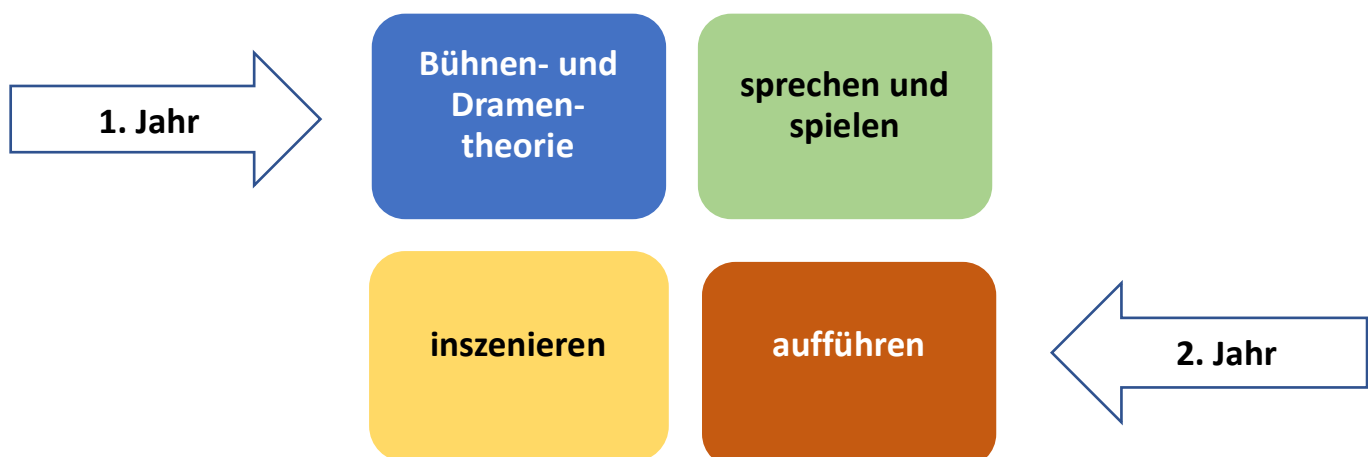 1. Jahr
Bühnen- und
Dramen-
theorie
sprechen und
spielen
inszenieren
aufführen
2. Jahr